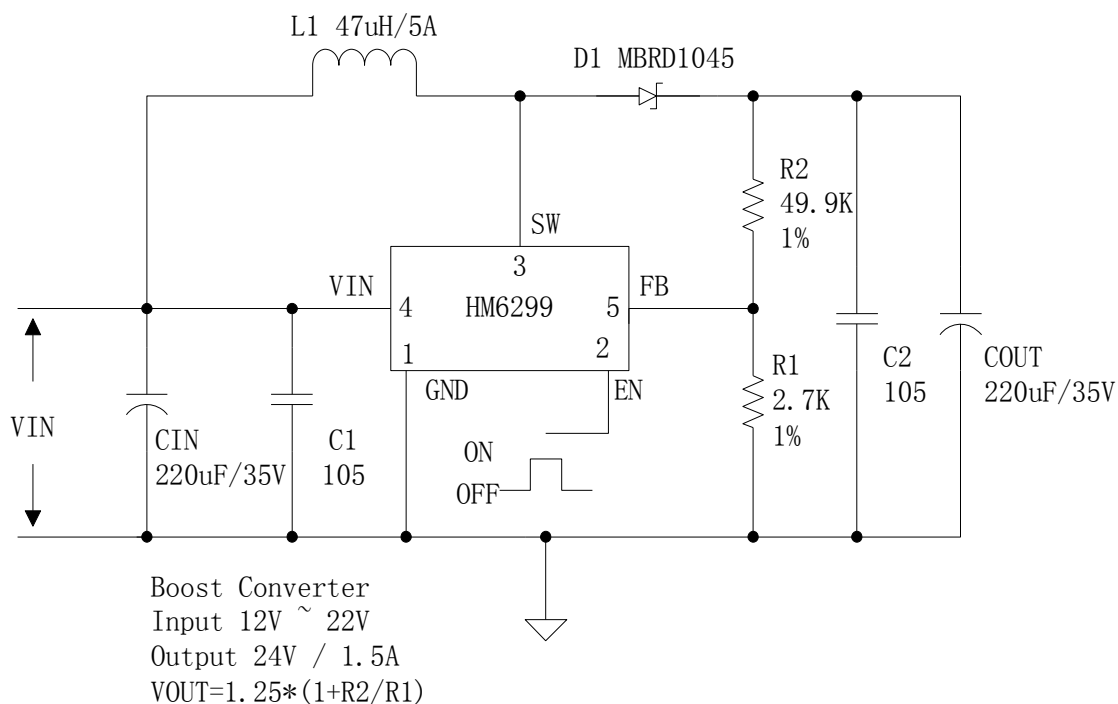 L1 47uH/5A
D1 MBRD1045
R2
49.9K
1%
SW
3
VIN
4
HM6299
5
FB
1
2
GND
EN
R1
2.7K
1%
C2
105
COUT
220uF/35V
VIN
CIN
220uF/35V
C1
105
ON
OFF
Boost Converter
Input 12V ~ 22V
Output 24V / 1.5A
VOUT=1.25*(1+R2/R1)